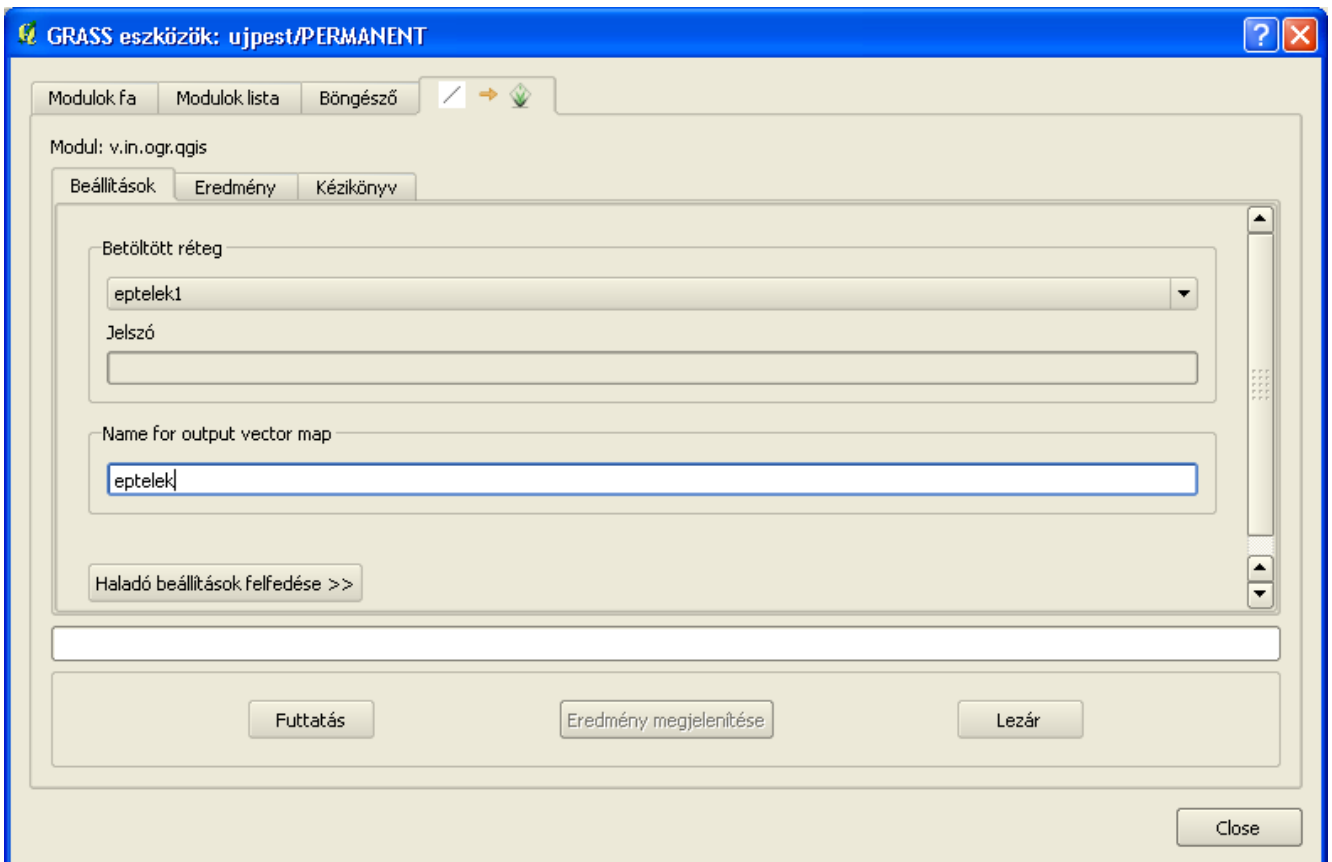 GRASS eszközök: ujpest/PERMANENT
Modulok fa Modulok lista Böngésző
Modul: v.in.ogr.qgis
Beállítások Eredmény Kézikönyv
Betöltött réteg
eptelek1
Jelszó
Name for output vector map
eptelek
Haladó beállítások felfedése >>
Futtatás Eredmény megjelenítése Lezár
Close